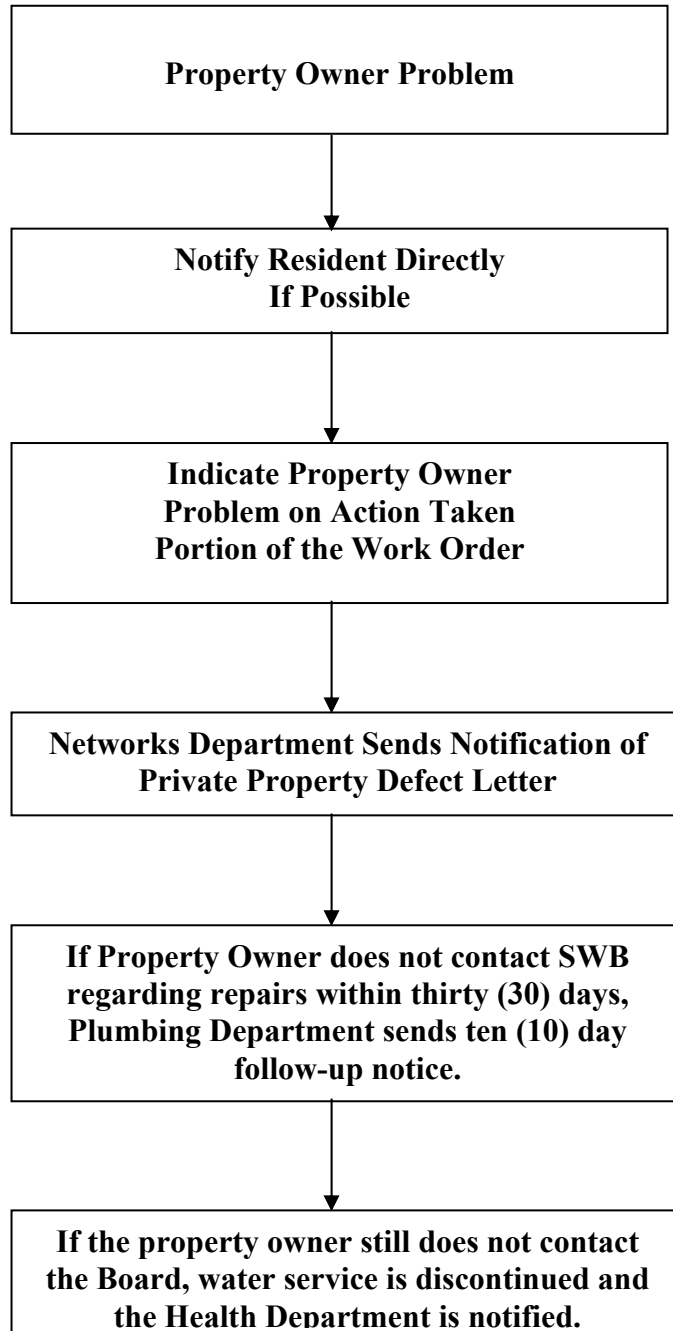 Property Owner Problem
Notify Resident Directly
If Possible
Indicate Property Owner
Problem on Action Taken
Portion of the Work Order
Networks Department Sends Notification of
Private Property Defect Letter
If Property Owner does not contact SWB
regarding repairs within thirty (30) days,
Plumbing Department sends ten (10) day
follow-up notice.
If the property owner still does not contact
the Board, water service is discontinued and
the Health Department is notified.